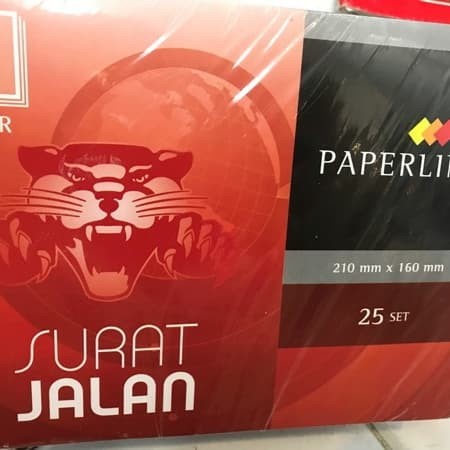 R
SURAT
JALAN
PAPERLI
210 mm x 160 mm
25 SET